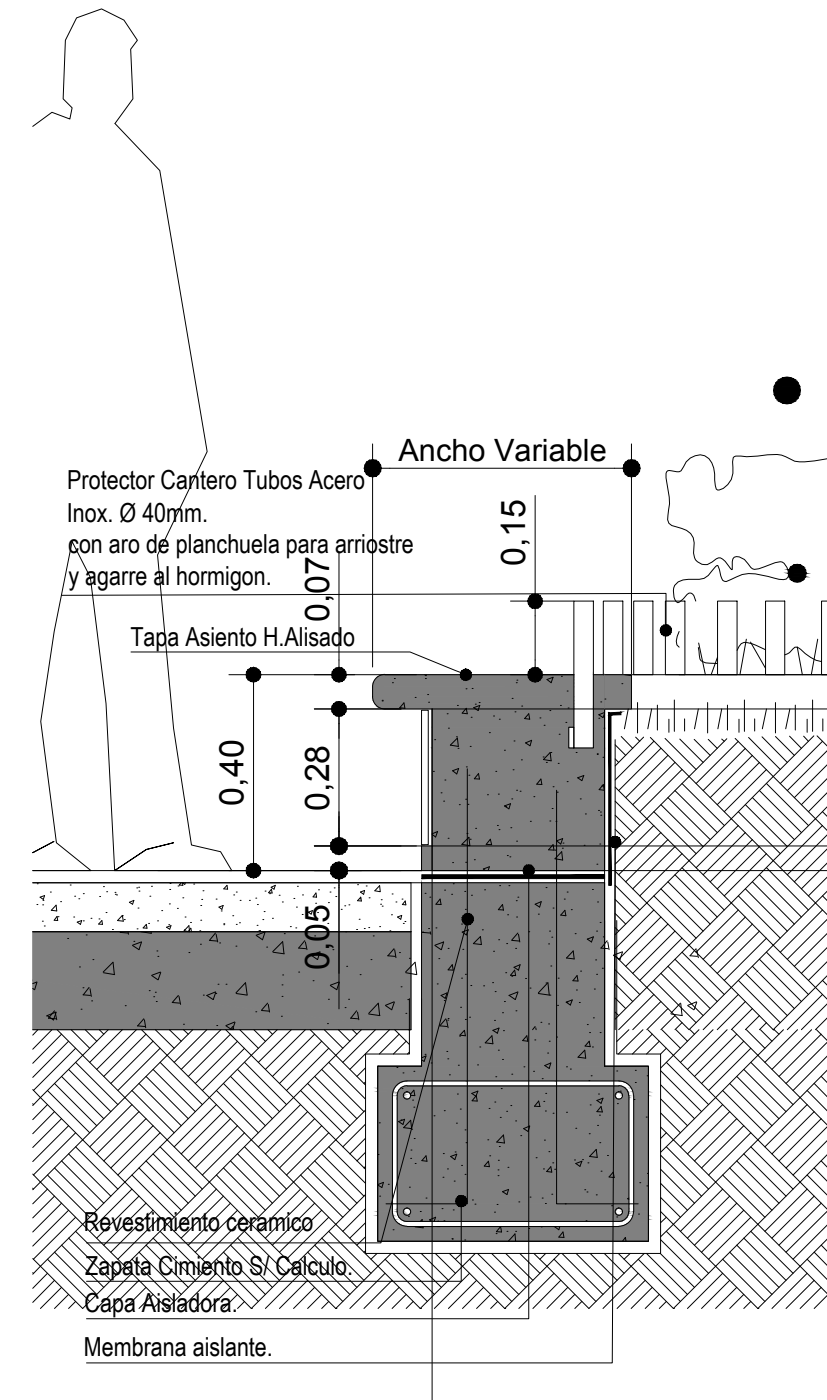 Ancho Variable
Protector Cantero Tubos Acero
Inox. Ø 40mm.
con aro de planchuela para arriostre
y agarre al hormigon.
0,15
0,07
Tapa Asiento H.Alisado
0,40
0,28
0,05
Revestimiento ceramico
Zapata Cimiento S/ Calculo.
Capa Aisladora.
Membrana aislante.